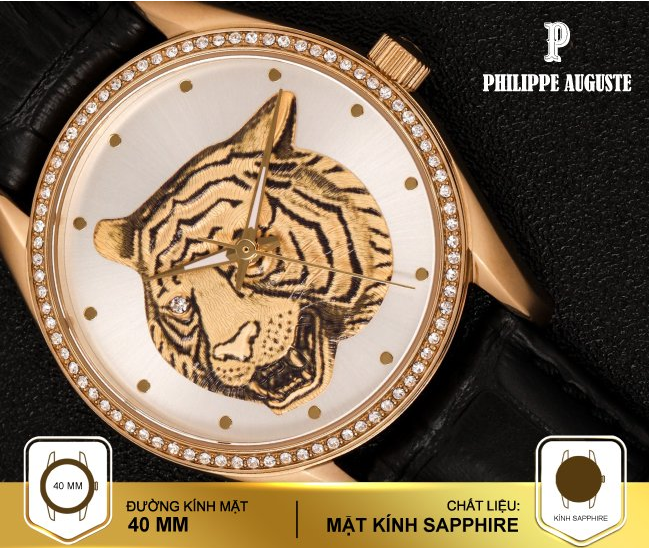 P
PHILIPPE AUGUSTE
40 MM
ĐƯỜNG KÍNH MẶT
40 MM
CHẤT LIỆU:
MẶT KÍNH SAPPHIRE
KÍNH SAPPHIRE